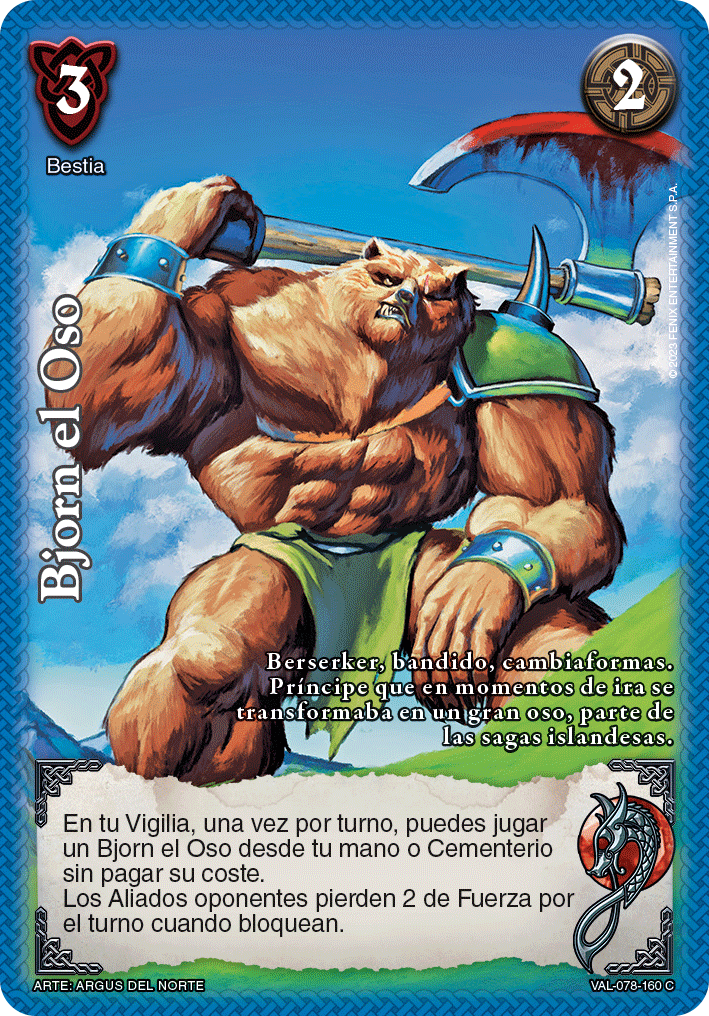 3
2
Bestia
© 2023 FENIX ENTERTAINMENT S.P.A.
Bjorn el Oso
Berserker, bandido, cambiaformas.
Príncipe que en momentos de ira se
transformaba en un gran oso, parte de
las sagas islandesas.
En tu Vigilia, una vez por turno, puedes jugar
un Bjorn el Oso desde tu mano o Cementerio
sin pagar su coste.
Los Aliados oponentes pierden 2 de Fuerza por
el turno cuando bloquean.
ARTE: ARGUS DEL NORTE
VAL-078-160 C